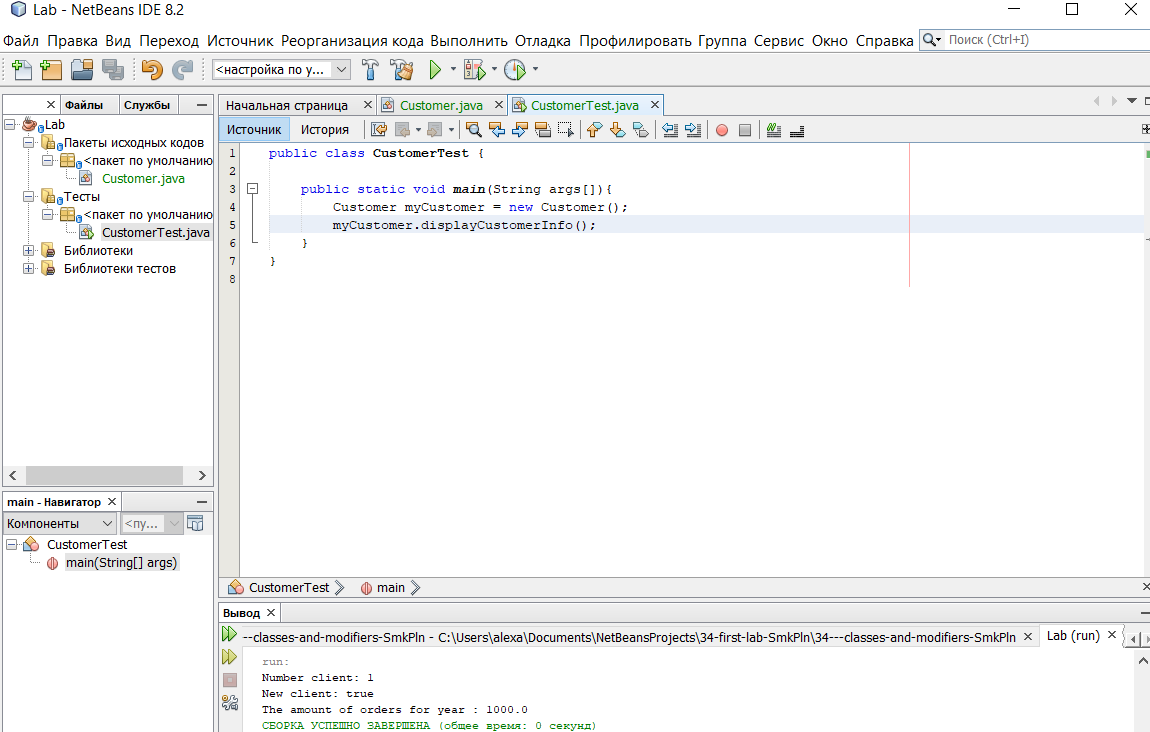 Lab - NetBeans IDE 8.2
Файл Правка Вид Переход Источник Реорганизация кода Выполнить Отладка Профилировать Группа Сервис Окно Справка Поиск (Ctrl+I)
<настройка по у...
Файлы Службы
Lab
Пакеты исходных кодов
<пакет по умолчанию
Customer.java
Тесты
<пакет по умолчанию
CustomerTest.java
Библиотеки
Библиотеки тестов
Начальная страница Customer.java CustomerTest.java
Источник История
1 public class CustomerTest {
2
3 public static void main(String args[]){
4 Customer myCustomer = new Customer();
5 myCustomer.displayCustomerInfo();
6 }
7 }
8
main - Навигатор
Компоненты <пу...
CustomerTest
main(String[] args)
CustomerTest main
Вывод
--classes-and-modifiers-SmkPln - C:\Users\alexa\Documents\NetBeansProjects\34-first-lab-SmkPln\34---classes-and-modifiers-SmkPln Lab (run)
run:
Number client: 1
New client: true
The amount of orders for year : 1000.0
СБОРКА УСПЕШНО ЗАВЕРШЕНА (общее время: 0 секунд)